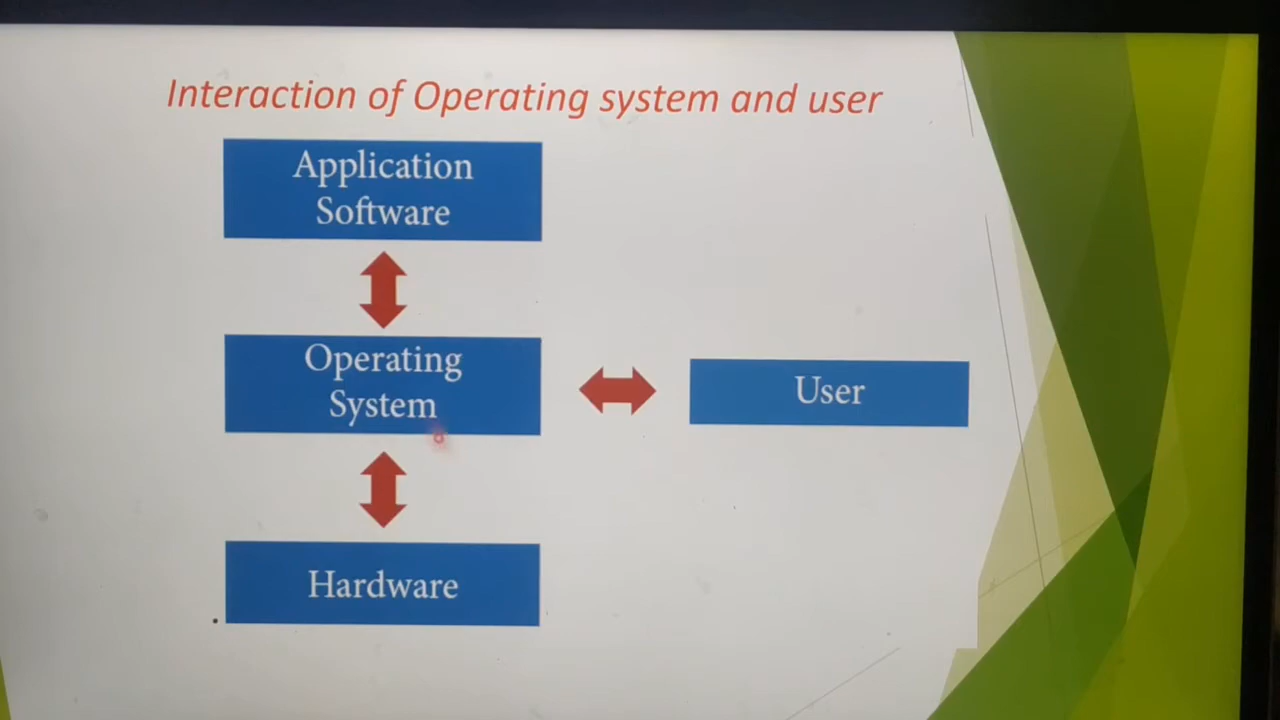 Interaction of Operating system and user
Application
Software
Operating
System
User
Hardware